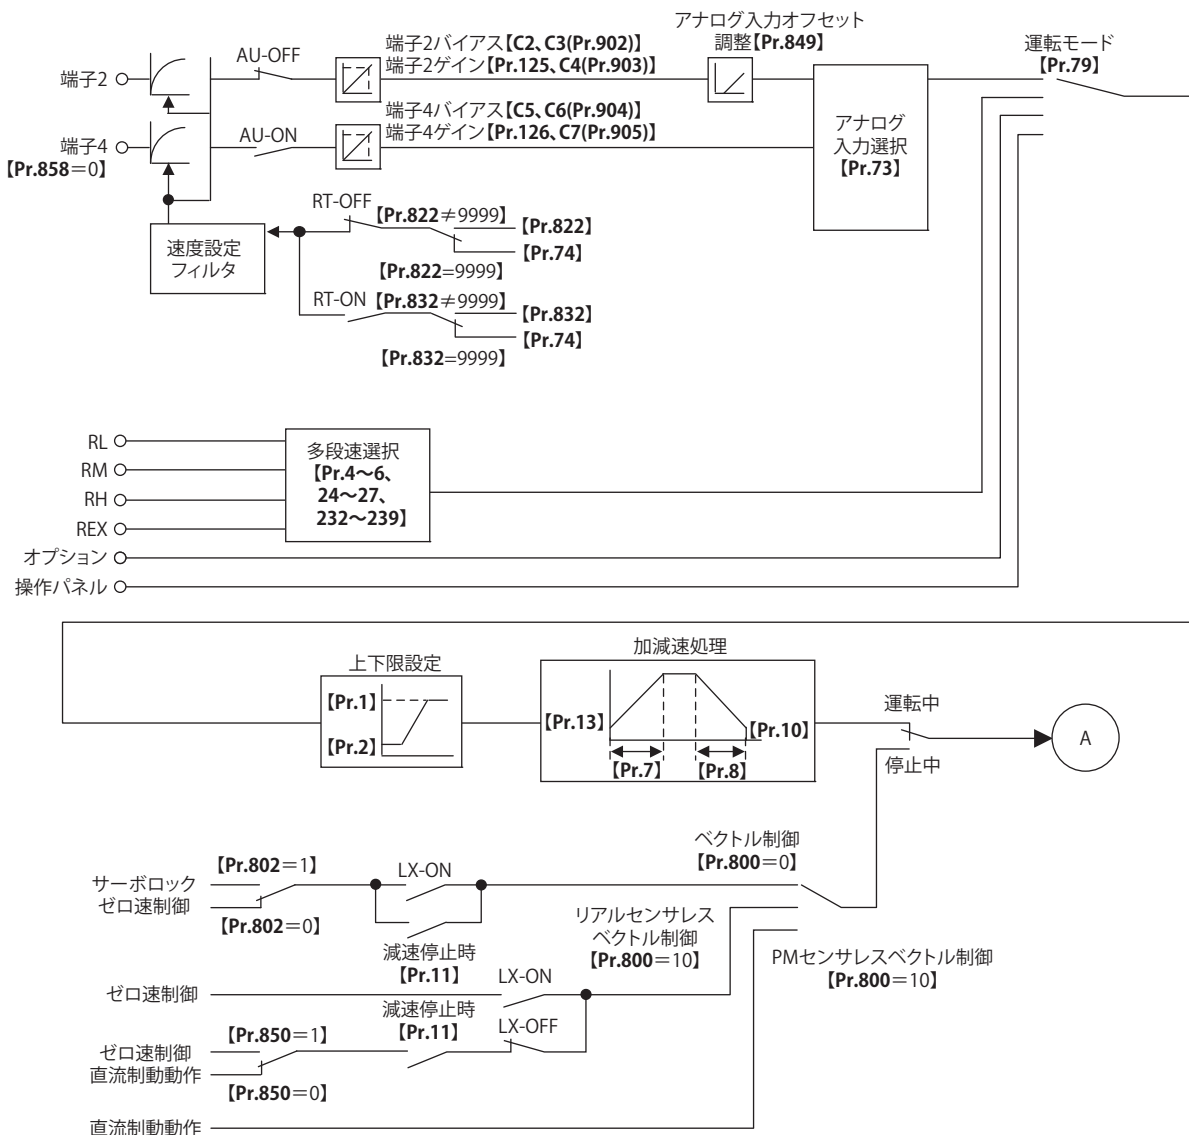 アナログ入力オフセット
調整【Pr.849】
運転モード
【Pr.79】
端子2
AU-OFF
端子2バイアス【C2、C3(Pr.902)】
端子2ゲイン【Pr.125、C4(Pr.903)】
端子4
【Pr.858＝0】
AU-ON
端子4バイアス【C5、C6(Pr.904)】
端子4ゲイン【Pr.126、C7(Pr.905)】
アナログ
入力選択
【Pr.73】
速度設定
フィルタ
RT-OFF
【Pr.822≠9999】
【Pr.822】
【Pr.74】
【Pr.822=9999】
RT-ON
【Pr.832≠9999】
【Pr.832】
【Pr.74】
【Pr.832=9999】
RL
RM
RH
REX
オプション
操作パネル
多段速選択
【Pr.4～6、
24～27、
232～239】
上下限設定
【Pr.1】
【Pr.2】
加減速処理
【Pr.13】
【Pr.10】
【Pr.7】
【Pr.8】
運転中
停止中
A
サーボロック
ゼロ速制御
【Pr.802＝1】
【Pr.802＝0】
LX-ON
減速停止時
【Pr.11】
ベクトル制御
【Pr.800＝0】
リアルセンサレス
ベクトル制御
【Pr.800＝10】
PMセンサレスベクトル制御
【Pr.800＝10】
ゼロ速制御
LX-ON
ゼロ速制御
直流制動動作
【Pr.850＝1】
【Pr.850＝0】
減速停止時
【Pr.11】
LX-OFF
直流制動動作